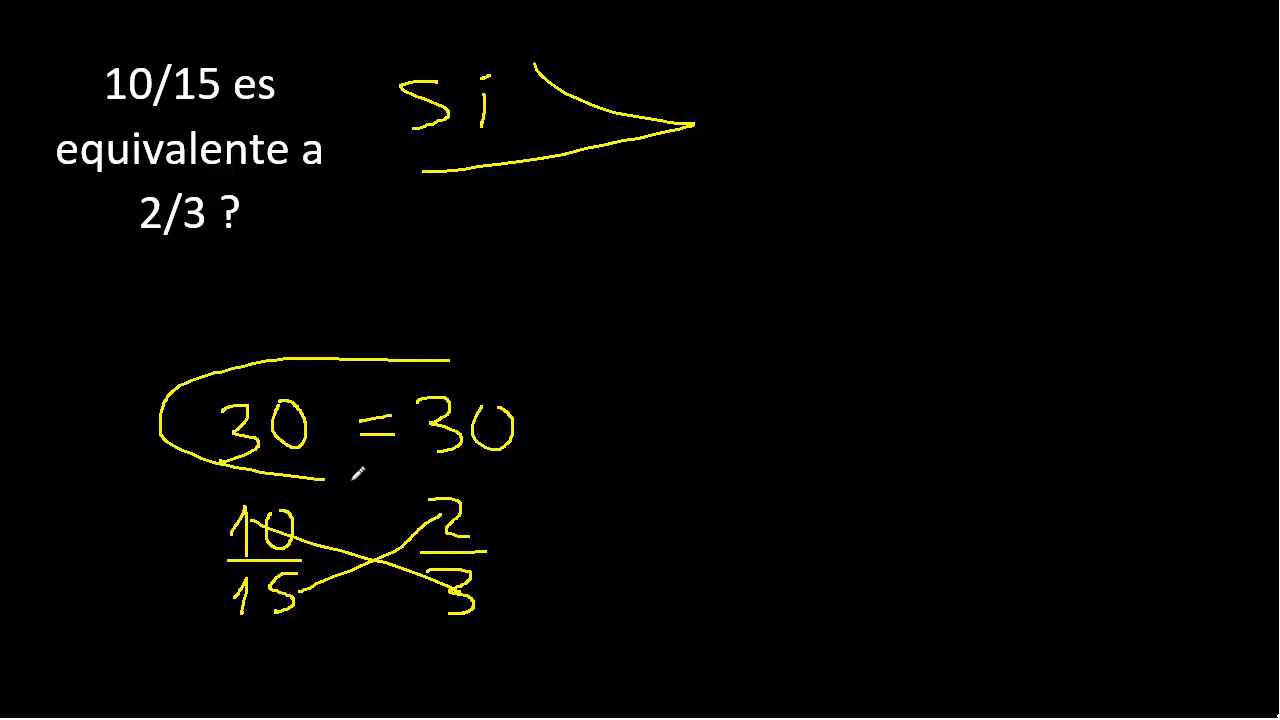 10/15 es
equivalente a
2/3 ?
si
30 = 30
10 2
15 3